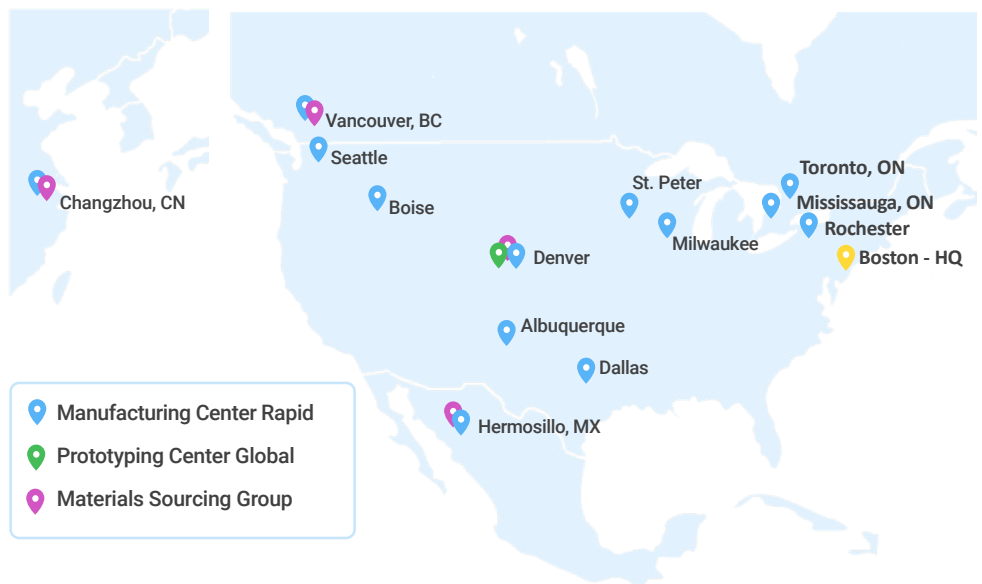 Vancouver, BC
Seattle
Boise
Changzhou, CN
St. Peter
Toronto, ON
Mississauga, ON
Rochester
Milwaukee
Denver
Boston - HQ
Albuquerque
Dallas
Hermosillo, MX
Manufacturing Center Rapid
Prototyping Center Global
Materials Sourcing Group